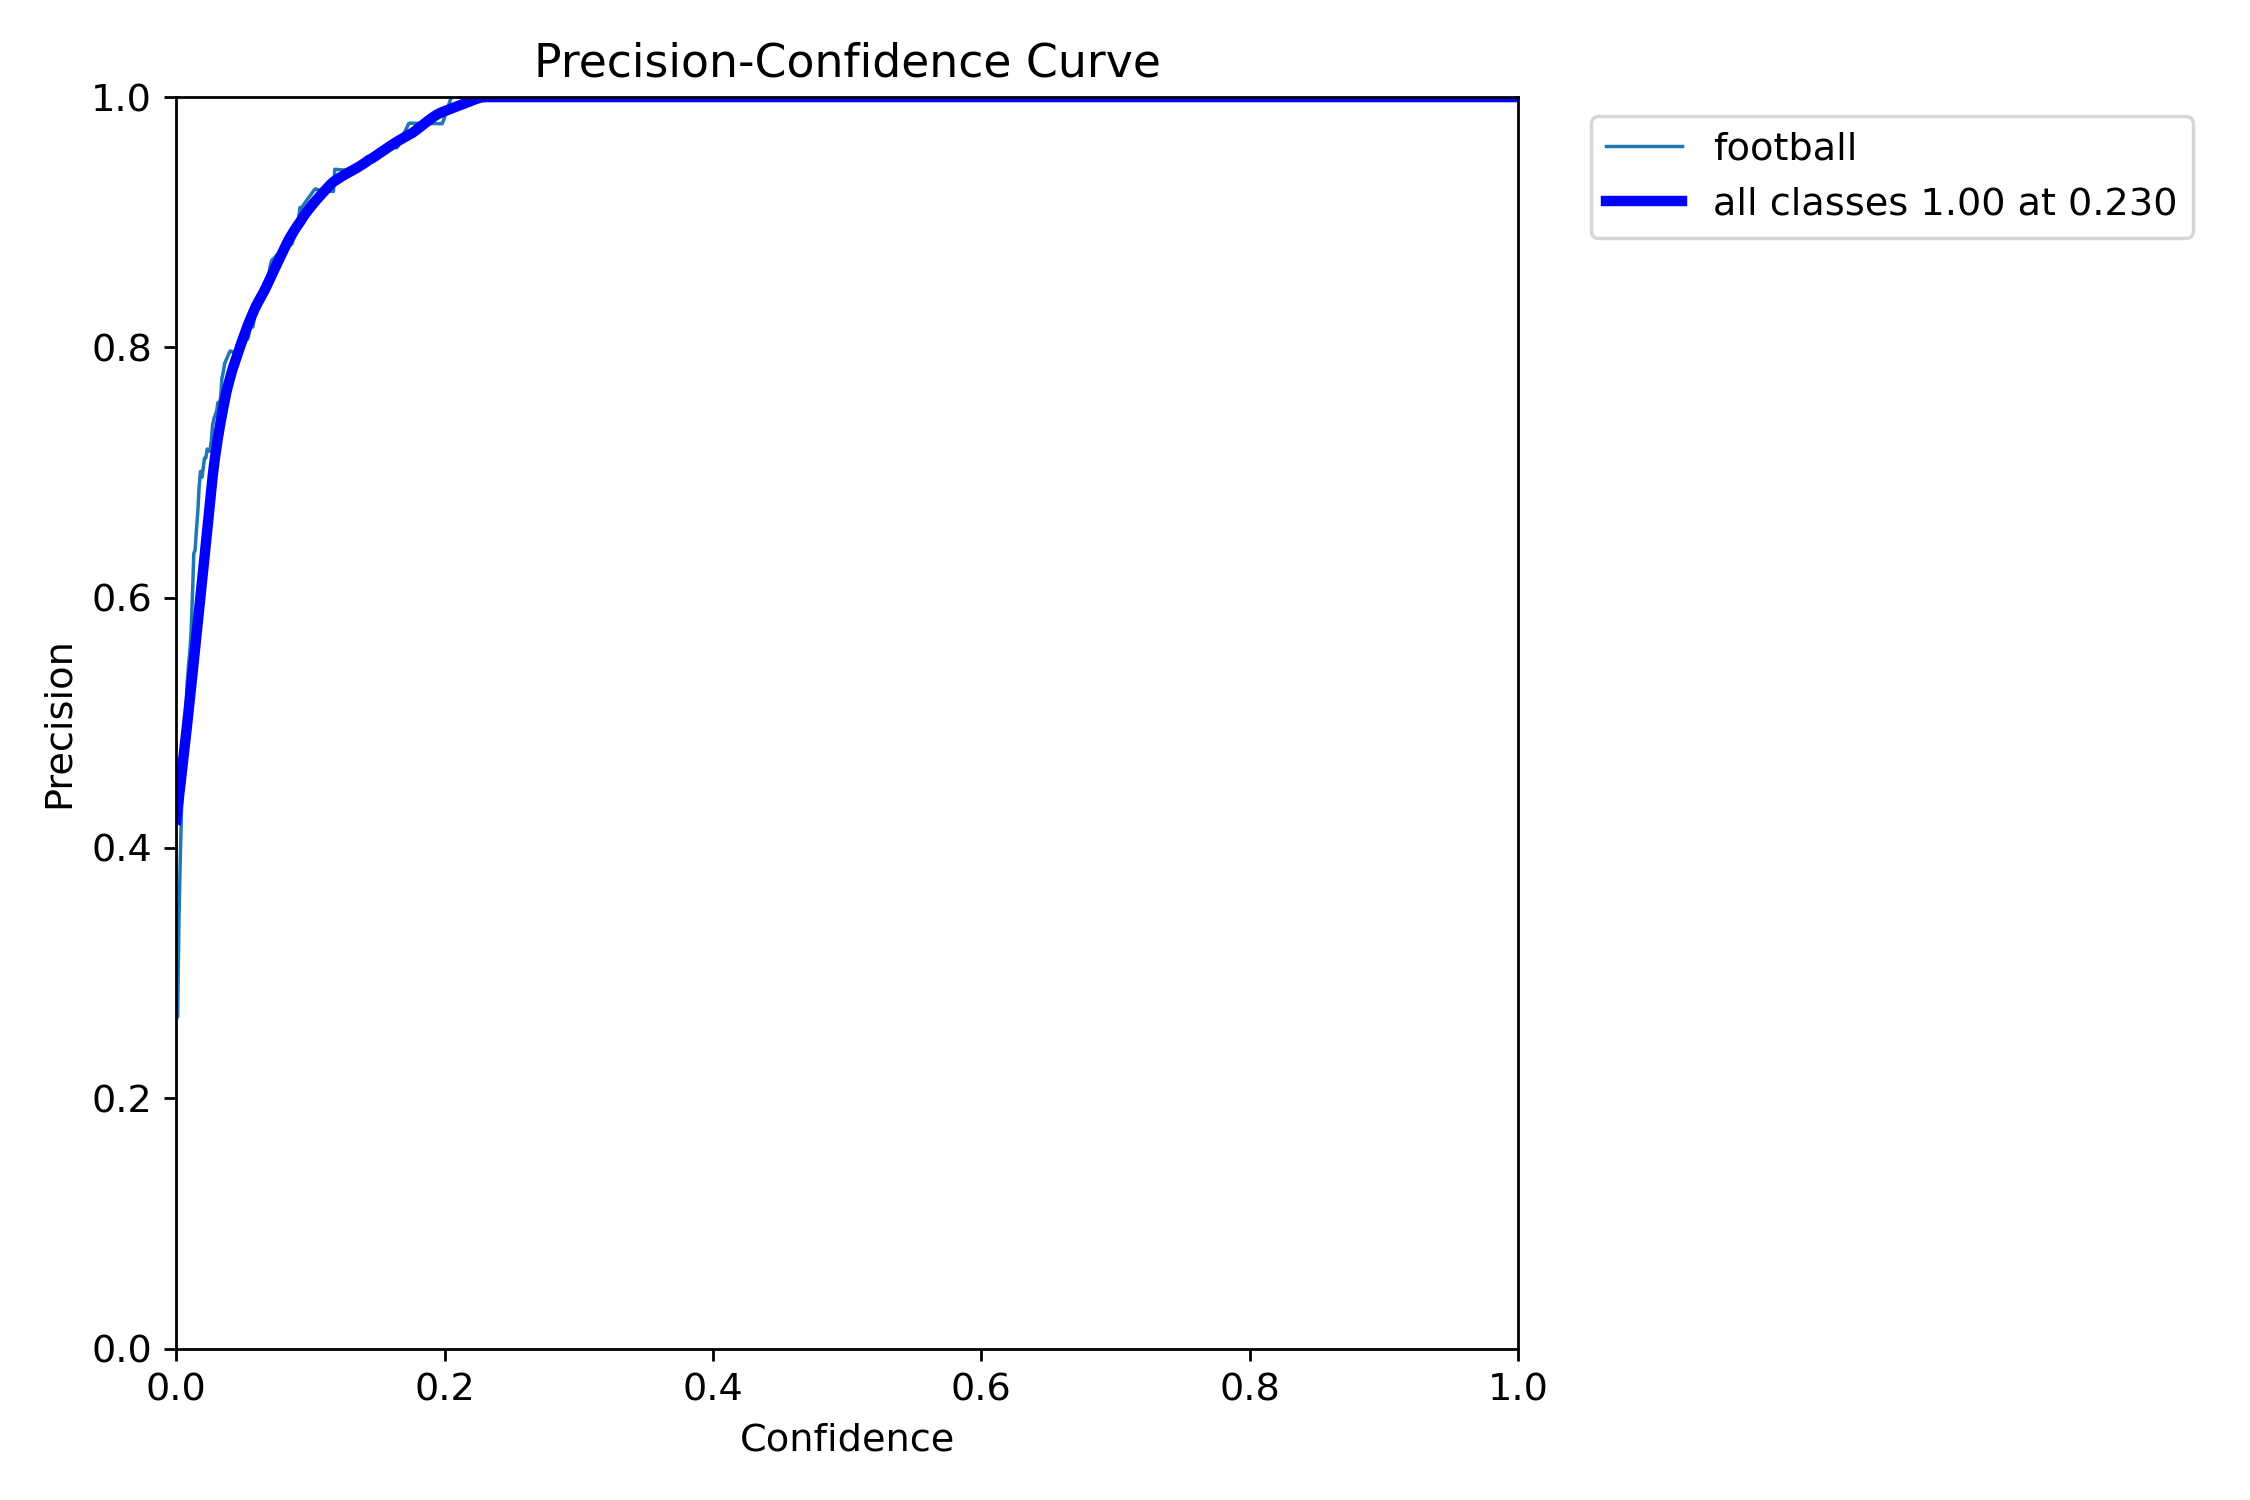 Precision-Confidence Curve
1.0
0.8
0.6
0.4
0.2
0.0
Precision
0.0 0.2 0.4 0.6 0.8 1.0
Confidence
football
all classes 1.00 at 0.230